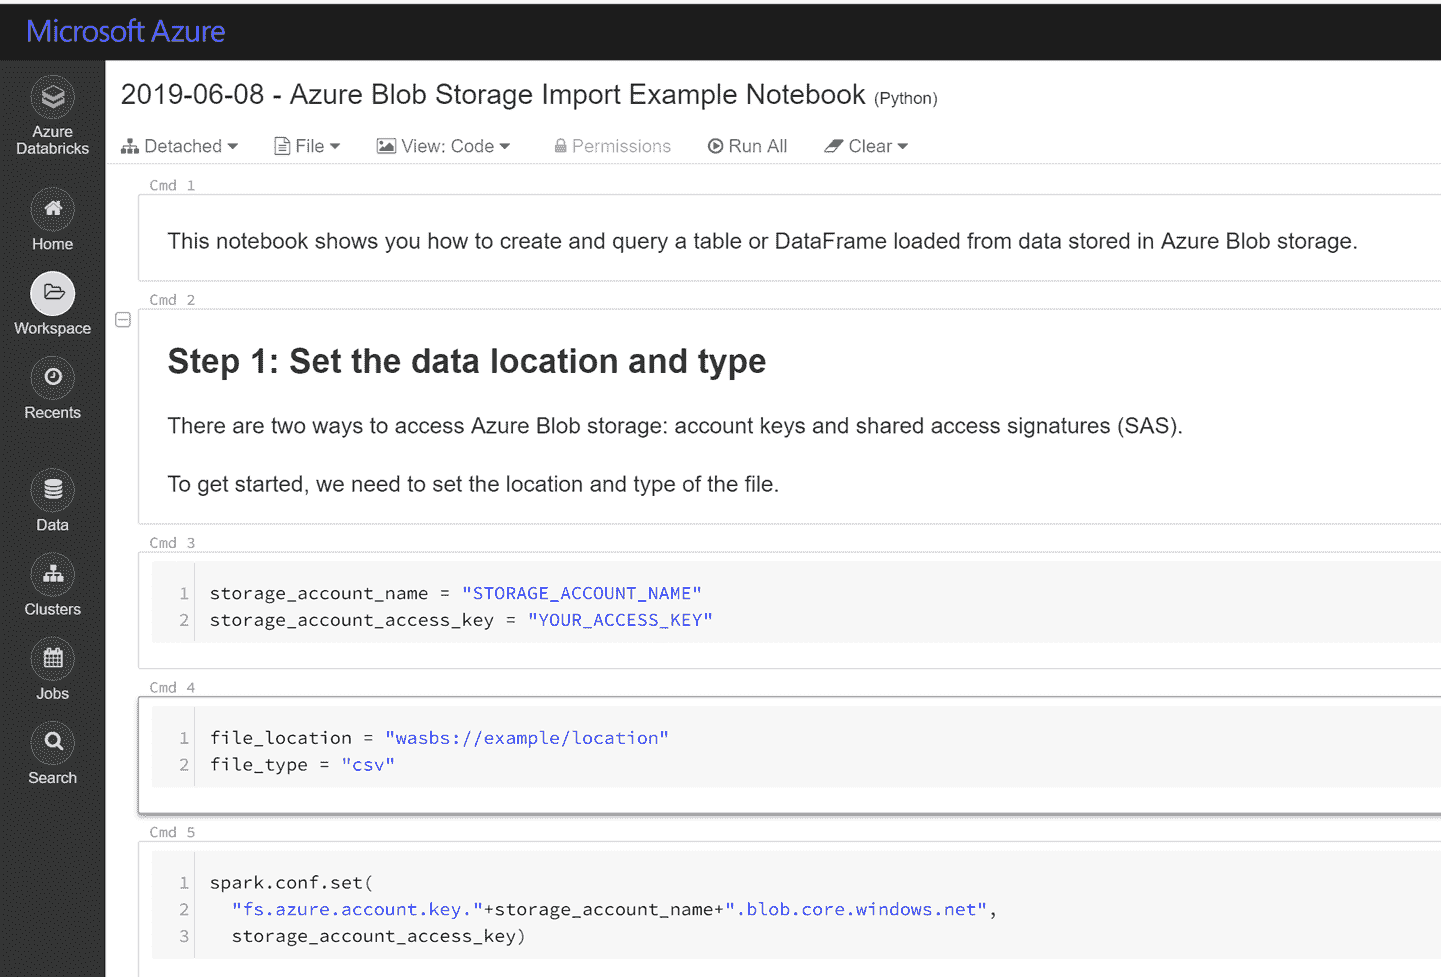 Microsoft Azure
Azure
Databricks
Home
Workspace
Recents
Data
Clusters
Jobs
Search
2019-06-08 - Azure Blob Storage Import Example Notebook (Python)
Detached File View: Code Permissions Run All Clear
Cmd 1
This notebook shows you how to create and query a table or DataFrame loaded from data stored in Azure Blob storage.
Cmd 2
Step 1: Set the data location and type
There are two ways to access Azure Blob storage: account keys and shared access signatures (SAS).
To get started, we need to set the location and type of the file.
Cmd 3
1 storage_account_name = "STORAGE_ACCOUNT_NAME"
2 storage_account_access_key = "YOUR_ACCESS_KEY"
Cmd 4
1 file_location = "wasbs://example/location"
2 file_type = "csv"
Cmd 5
1 spark.conf.set(
2 "fs.azure.account.key."+storage_account_name+".blob.core.windows.net",
3 storage_account_access_key)